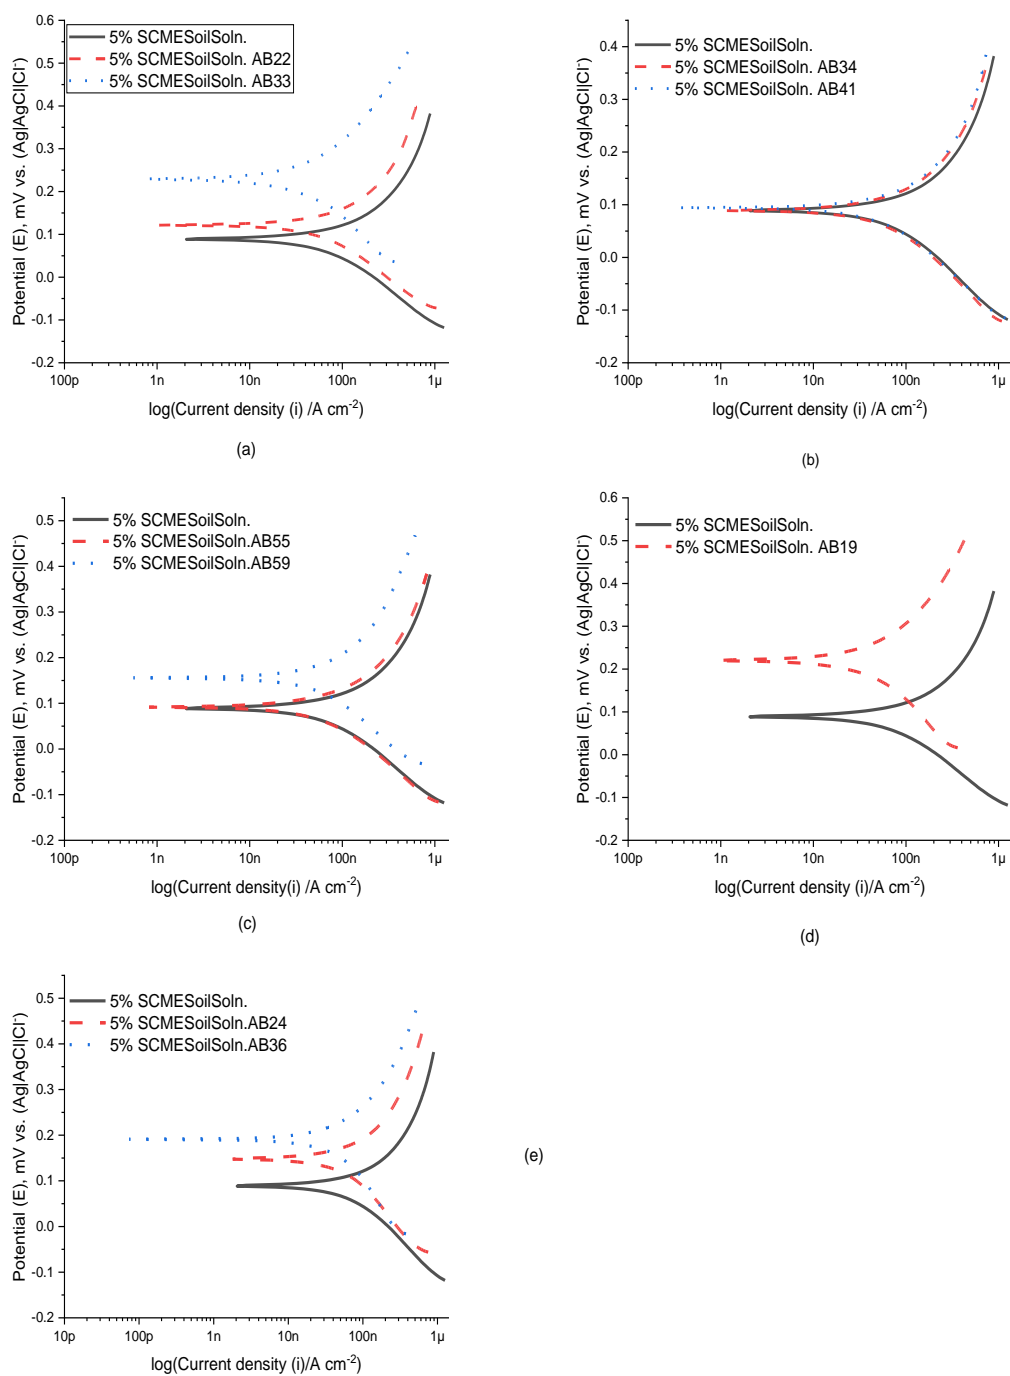 0.6
0.5
0.4
0.3
0.2
0.1
0.0
-0.1
-0.2
Potential (E), mV vs. (Ag|AgCl|Cl-
5% SCMESoilSoln.
5% SCMESoilSoln. AB22
5% SCMESoilSoln. AB33
100p 1n 10n 100n 1µ
log(Current density (i) /A cm-2)
(a)
0.4
0.3
0.2
0.1
0.0
-0.1
-0.2
Potential (E), mV vs. (Ag|AgCl|Cl-
5% SCMESoilSoln.
5% SCMESoilSoln. AB34
5% SCMESoilSoln. AB41
100p 1n 10n 100n 1µ
log(Current density (i) /A cm-2)
(b)
0.5
0.4
0.3
0.2
0.1
0.0
-0.1
-0.2
Potential (E), mV vs. (Ag|AgCl|Cl-
5% SCMESoilSoln.
5% SCMESoilSoln.AB55
5% SCMESoilSoln.AB59
100p 1n 10n 100n 1µ
log(Current density(i)/A cm-2)
(c)
0.6
0.5
0.4
0.3
0.2
0.1
0.0
-0.1
-0.2
Potential (E), mV vs. (Ag|AgCl|Cl-
5% SCMESoilSoln.
5% SCMESoilSoln. AB19
100p 1n 10n 100n 1µ
log(Current density (i)/A cm-2)
(d)
0.5
0.4
0.3
0.2
0.1
0.0
-0.1
-0.2
Potential (E), mV vs. (Ag|AgCl|Cl-
5% SCMESoilSoln.
5% SCMESoilSoln.AB24
5% SCMESoilSoln.AB36
10p 100p 1n 10n 100n 1µ
log(Current density (i)/A cm-2)
(e)